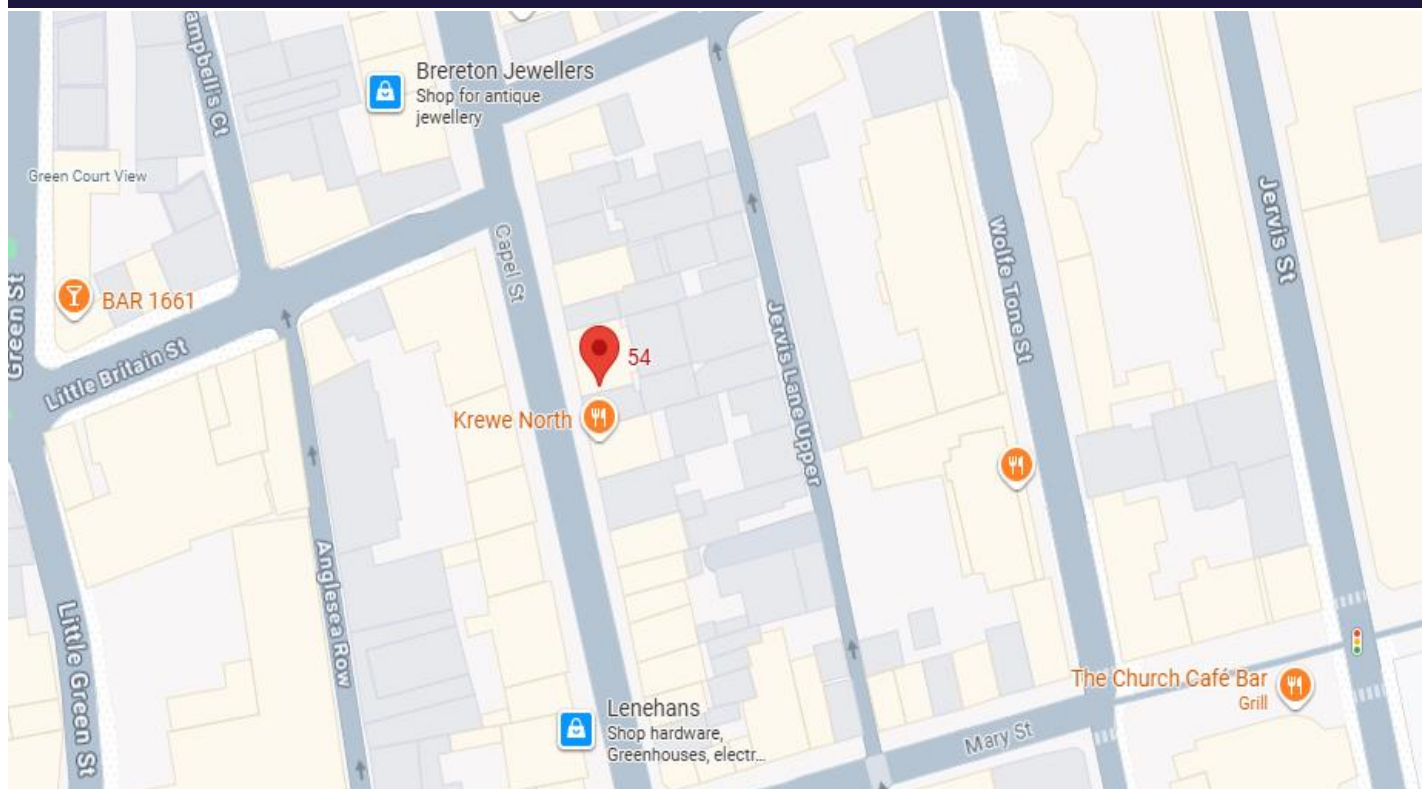 ampbell's Ct
Brereton Jewellers
Shop for antique
jewellery
Green Court View
Jervis St
Capel St
Wolfe Tone St
Green St
BAR 1661
Jervis Lane Upper
Little Britain St
54
Krewe North
Anglesea Row
Little Green St
The Church Café Bar
Grill
Lenehans
Shop hardware,
Greenhouses, electr...
Mary St